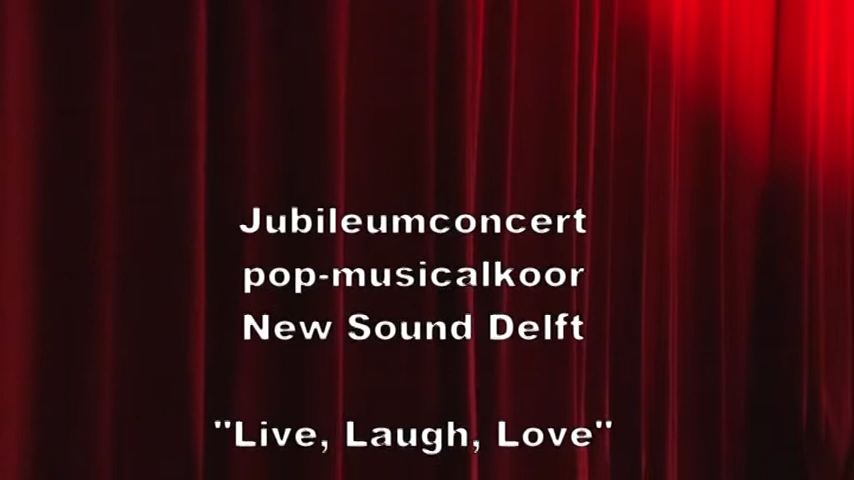 Jubileumconcert
pop-musicalkoor
New Sound Delft
"Live, Laugh, Love"